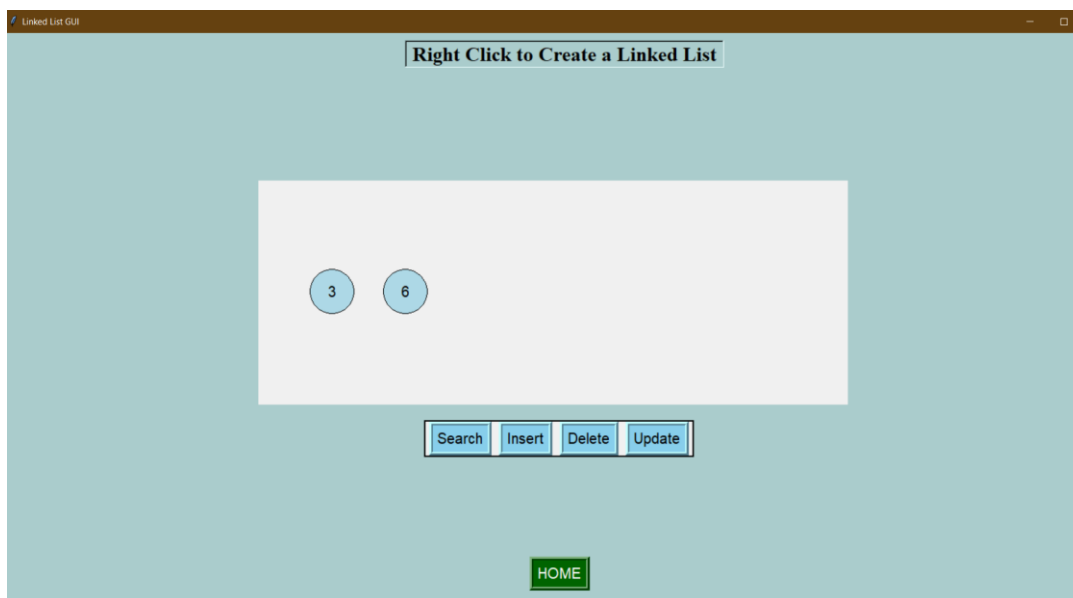 Linked List GUI
Right Click to Create a Linked List
3 6
Search Insert Delete Update
HOME